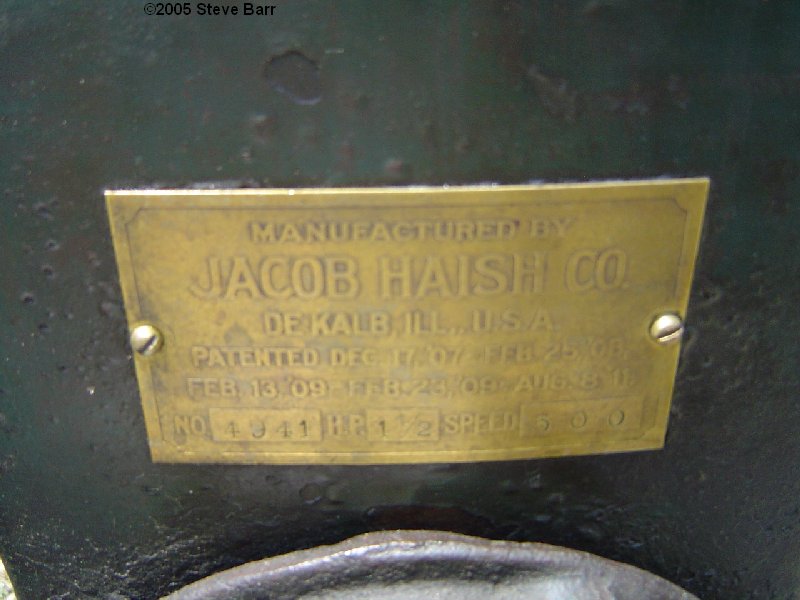 ©2005 Steve Barr
MANUFACTURED BY
JACOB HAISH CO.
DE KALB, ILL., U.S.A.
PATENTED DEC. 17, '07 - FEB. 25, '08,
FEB. 13, '09 - FEB. 23, '09 - AUG. 8 '11.
NO. 4941 H.P. 1 1/2 SPEED 500